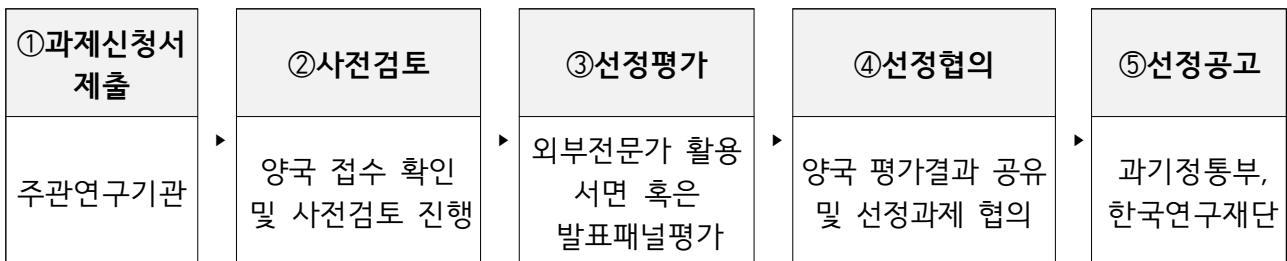 ①과제신청서
제출
②사전검토
③선정평가
④선정협의
⑤선정공고
주관연구기관
▶
양국 접수 확인
및 사전검토 진행
▶
외부전문가 활용
서면 혹은
발표패널평가
▶
양국 평가결과 공유
및 선정과제 협의
▶
과기정통부,
한국연구재단